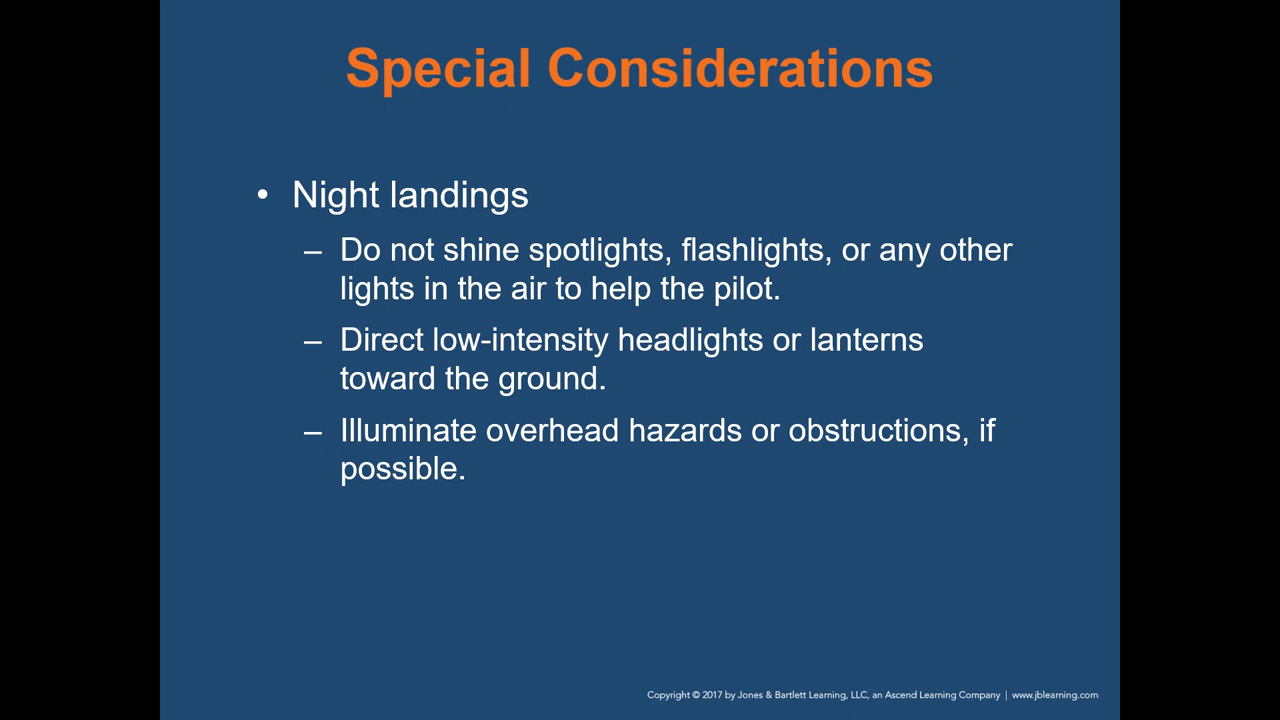 Special Considerations
• Night landings
– Do not shine spotlights, flashlights, or any other
lights in the air to help the pilot.
– Direct low-intensity headlights or lanterns
toward the ground.
– Illuminate overhead hazards or obstructions, if
possible.
Copyright © 2017 by Jones & Bartlett Learning, LLC, an Ascend Learning Company | www.jblearning.com